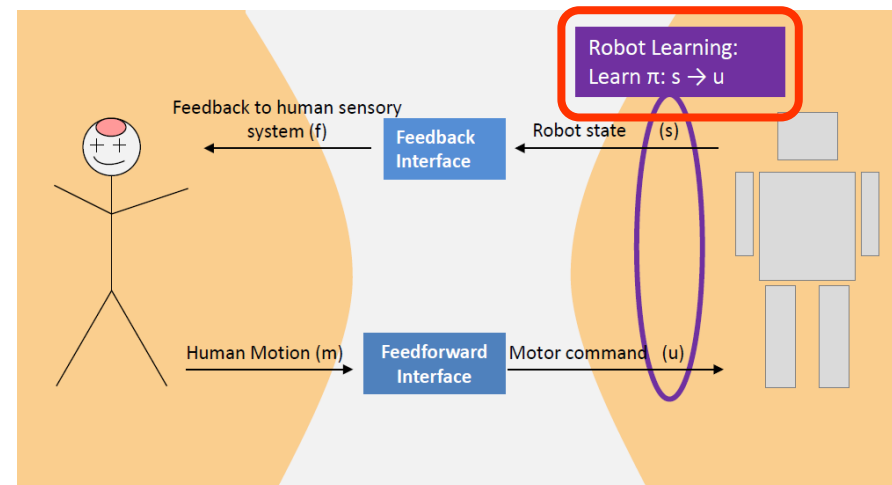 Robot Learning:
Learn π: s → u
Feedback to human sensory
system (f)
Feedback
Interface
Robot state (s)
Human Motion (m)
Feedforward
Interface
Motor command (u)